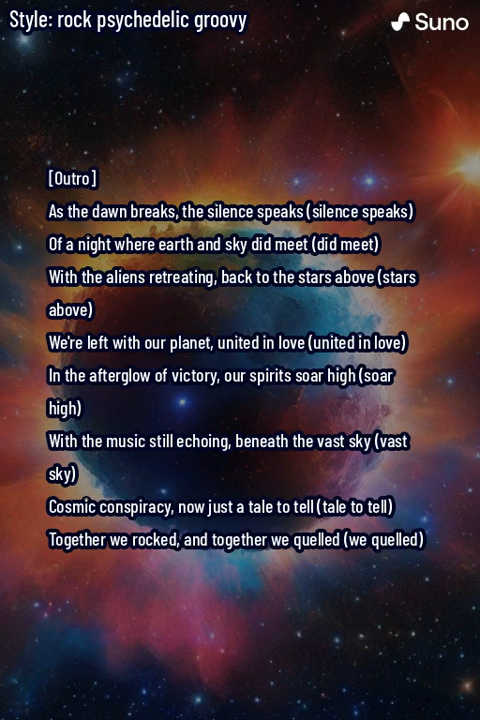 Style: rock psychedelic groovy
Suno
[Outro]
As the dawn breaks, the silence speaks (silence speaks)
Of a night where earth and sky did meet (did meet)
With the aliens retreating, back to the stars above (stars
above)
We're left with our planet, united in love (united in love)
In the afterglow of victory, our spirits soar high (soar
high)
With the music still echoing, beneath the vast sky (vast
sky)
Cosmic conspiracy, now just a tale to tell (tale to tell)
Together we rocked, and together we quelled (we quelled)